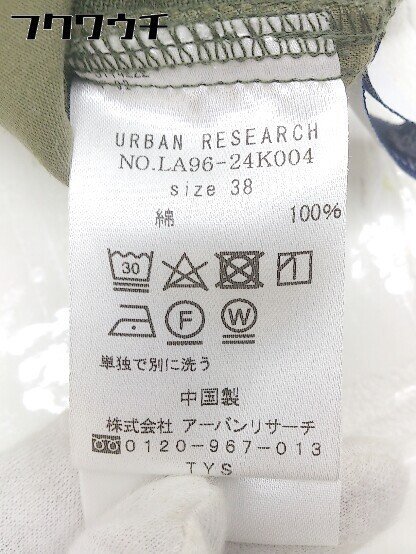 フクワウチ
URBAN RESEARCH
NO.LA96-24K004
size 38
綿 100%
30
F W
単独で別に洗う
中国製
株式会社 アーバンリサーチ
0120-967-013
TYS